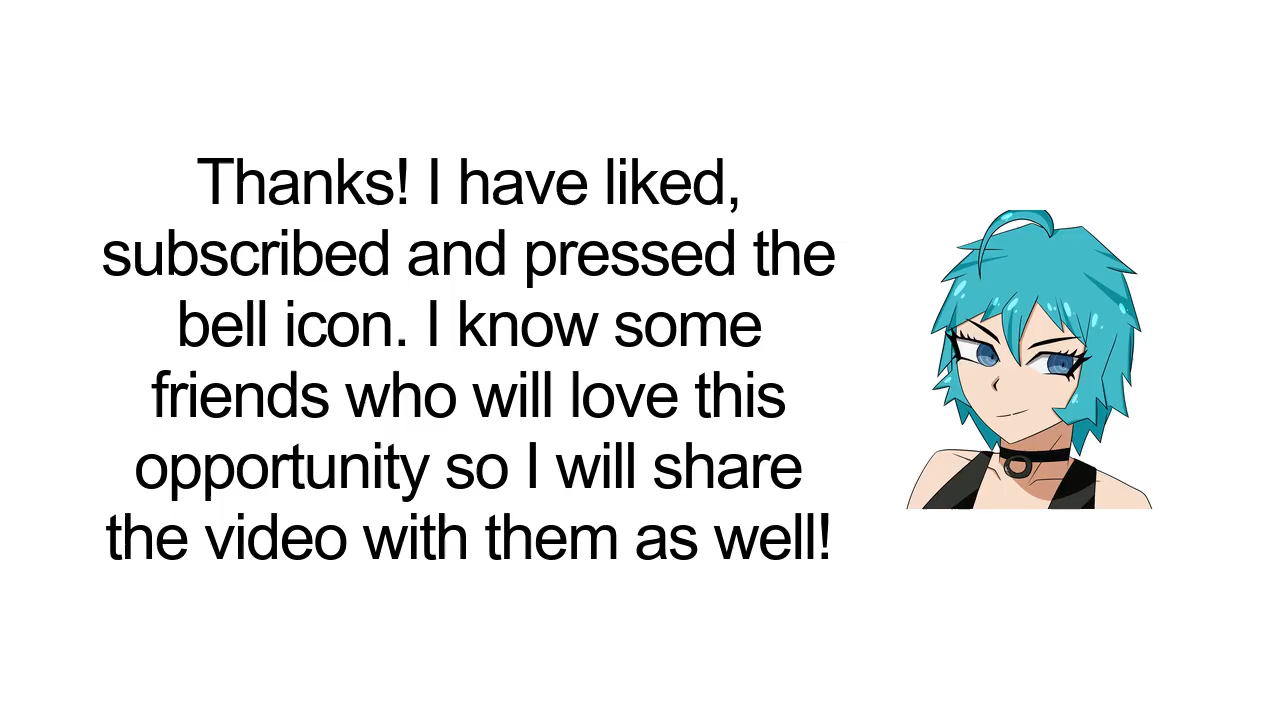 Thanks! I have liked,
subscribed and pressed the
bell icon. I know some
friends who will love this
opportunity so I will share
the video with them as well!